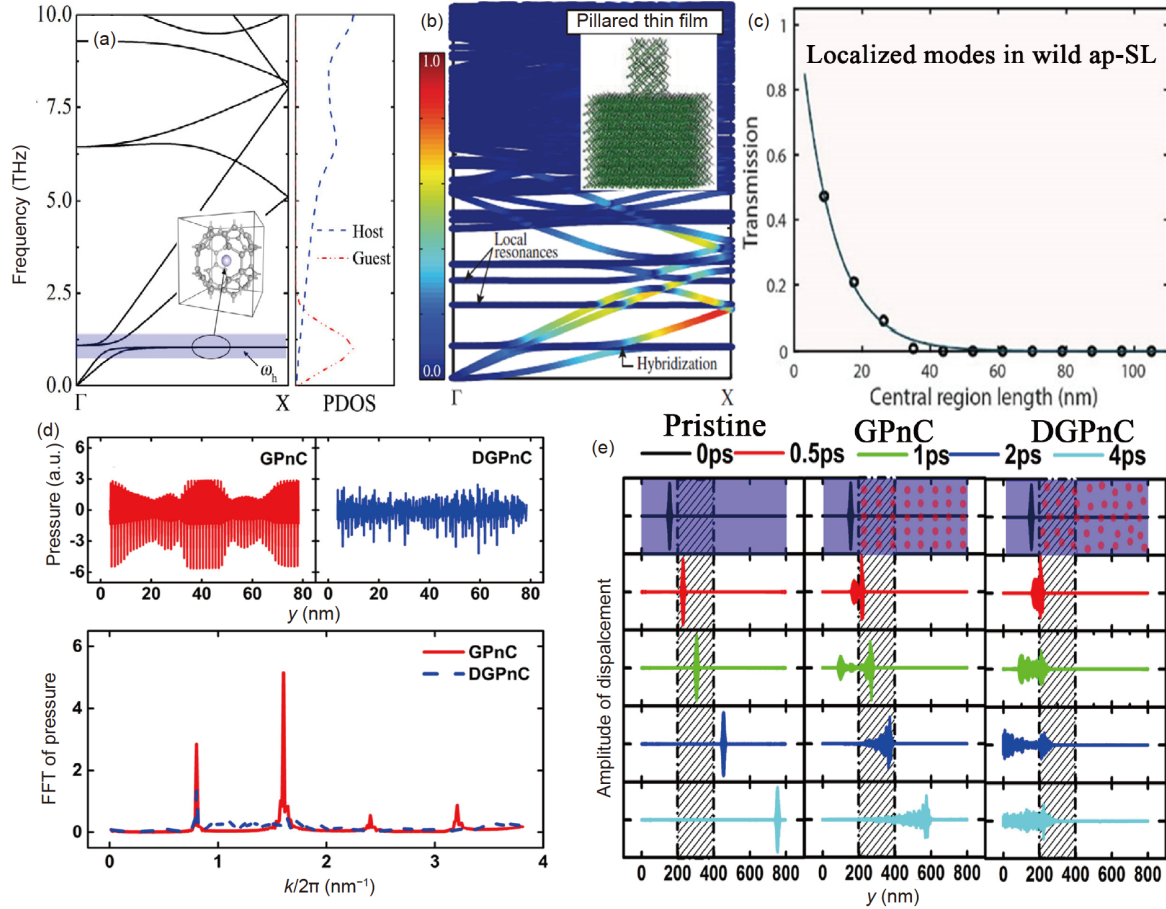 (a)
Frequency (THz)
10.0
7.5
5.0
2.5
0.0
Host
Guest
ωh
Γ
X
PDOS
(b)
Pillared thin film
1.0
0.0
Local
resonances
Hybridization
Γ
X
(c)
Localized modes in wild ap-SL
Transmission
1
0.8
0.6
0.4
0.2
0
0 20 40 60 80 100
Central region length (nm)
(d)
GPnC
DGPnC
Pressure (a.u.)
3
0
-3
-6
0 20 40 60 80
0 20 40 60 80
y (nm)
y (nm)
GPnC
DGPnC
FFT of pressure
6
4
2
0
0 1 2 3 4
k/2π (nm⁻¹)
(e)
Pristine GPnC DGPnC
0ps 0.5ps 1ps 2ps 4ps
Amplitude of dispalcement
0 200 400 600 800
0 200 400 600 800
0 200 400 600 800
y (nm)